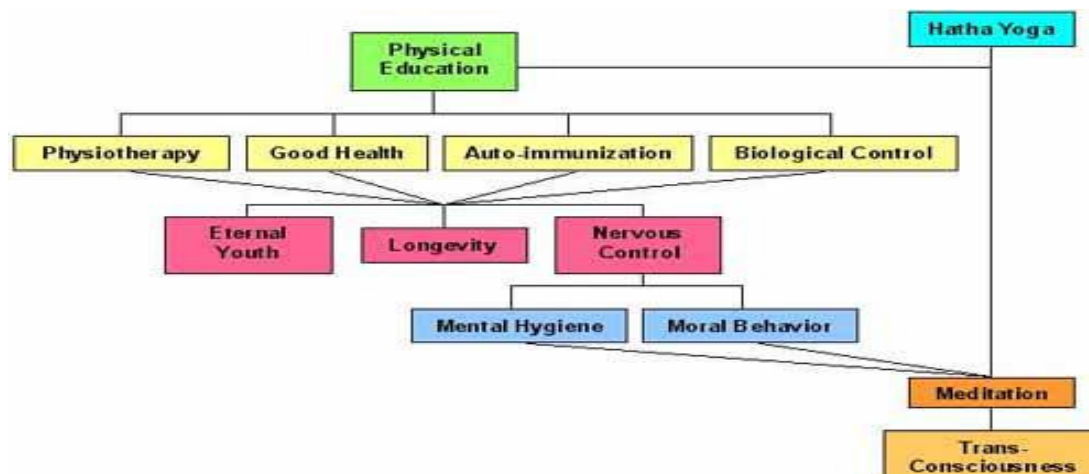 Hatha Yoga
Physical
Education
Physiotherapy
Good Health
Auto-immunization
Biological Control
Eternal
Youth
Longevity
Nervous
Control
Mental Hygiene
Moral Behavior
Meditation
Trans-
Consciousness